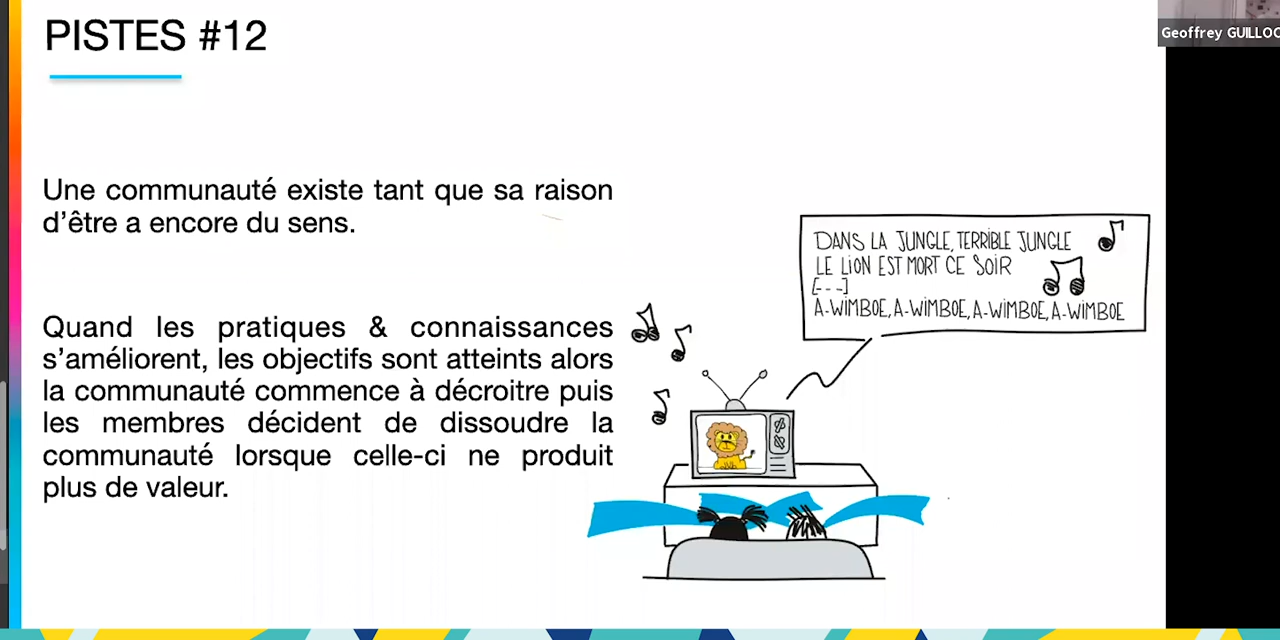 PISTES #12
Geoffrey GUILLOC
Une communauté existe tant que sa raison
d’être a encore du sens.
Quand les pratiques & connaissances
s’améliorent, les objectifs sont atteints alors
la communauté commence à décroitre puis
les membres décident de dissoudre la
communauté lorsque celle-ci ne produit
plus de valeur.
DANS LA JUNGLE, TERRIBLE JUNGLE
LE LION EST MORT CE SOIR
[---]
A-WIMBOE, A-WIMBOE, A-WIMBOE, A-WIMBOE